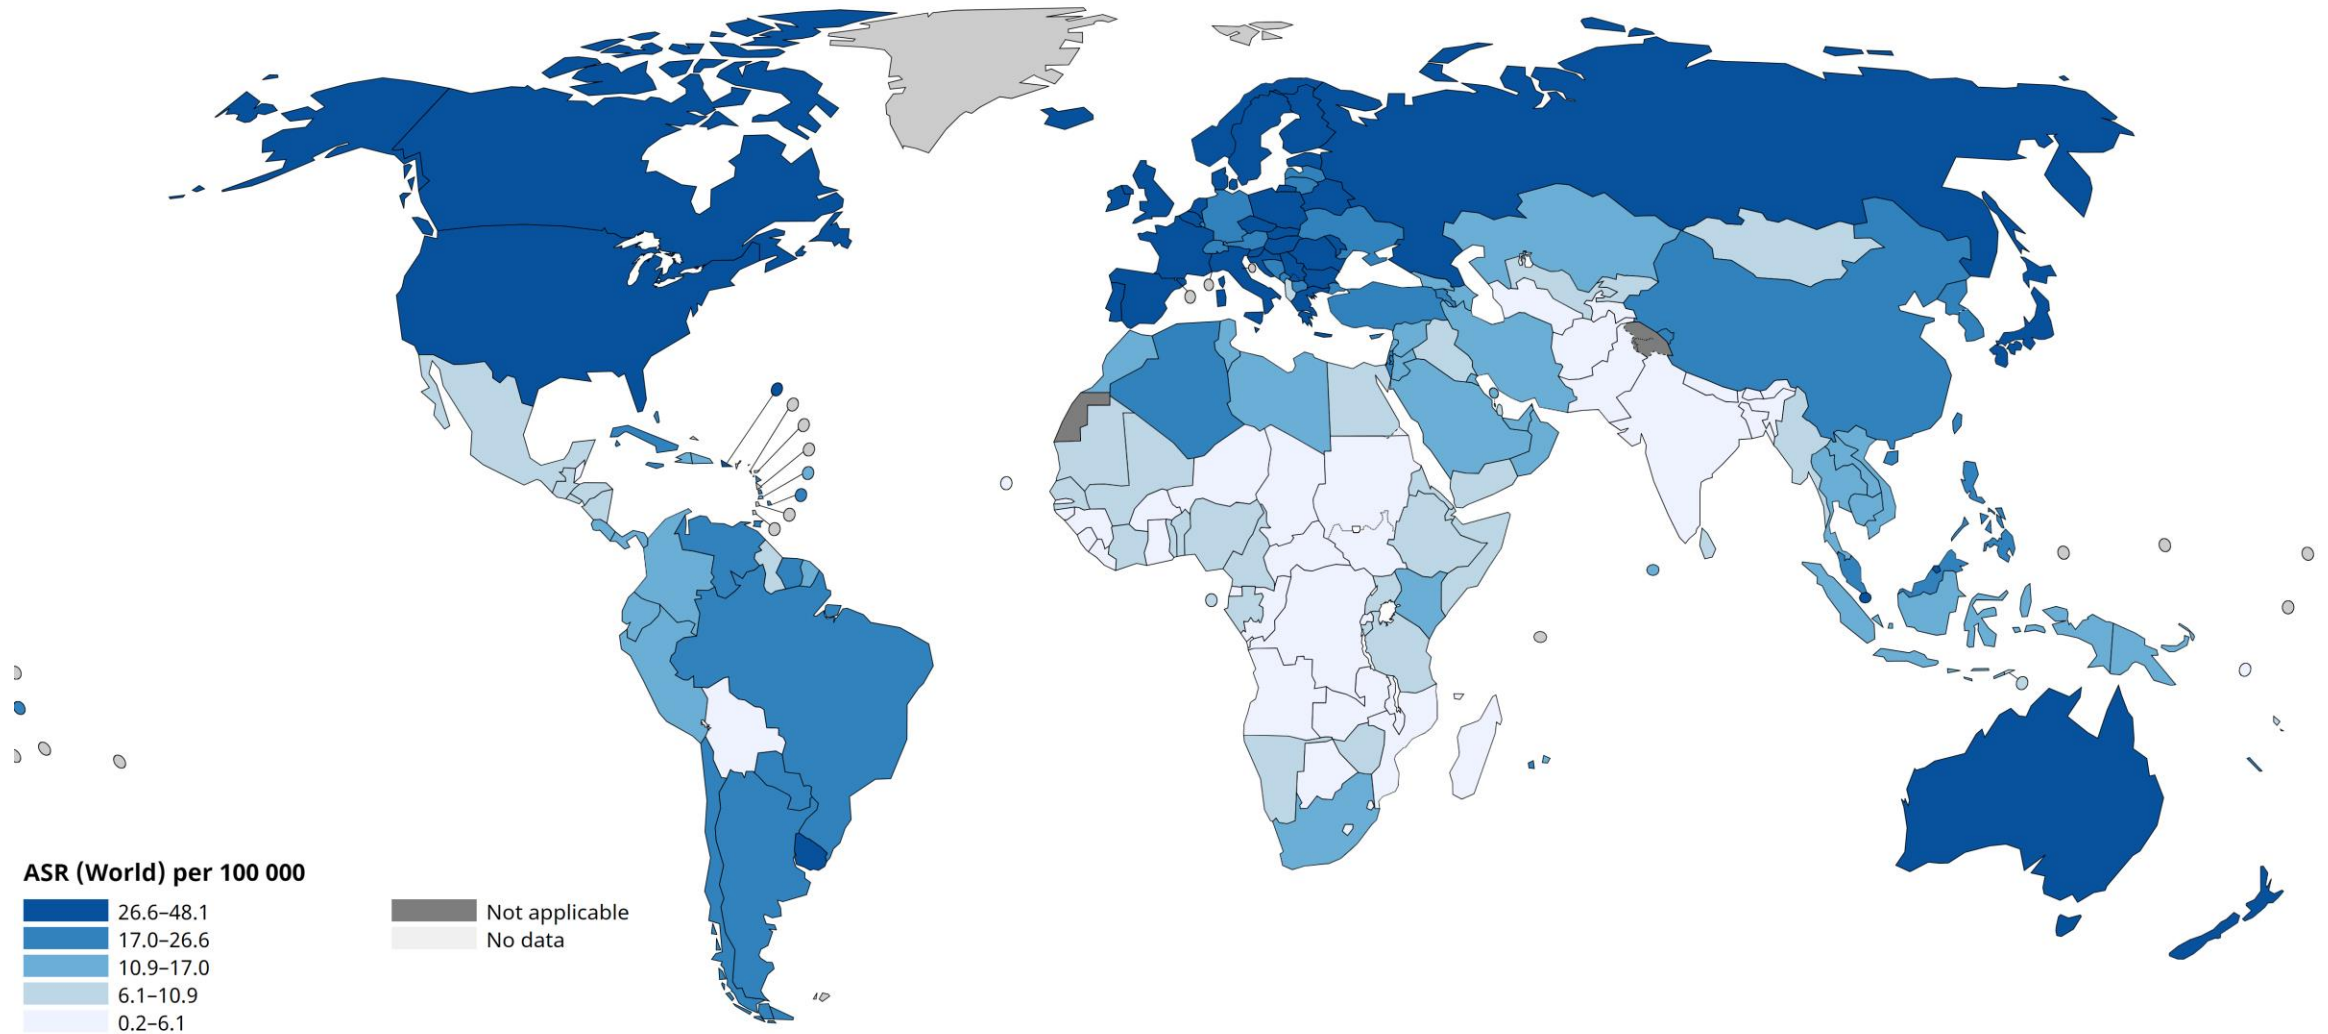 ASR (World) per 100 000
26.6–48.1
17.0–26.6
10.9–17.0
6.1–10.9
0.2–6.1
Not applicable
No data